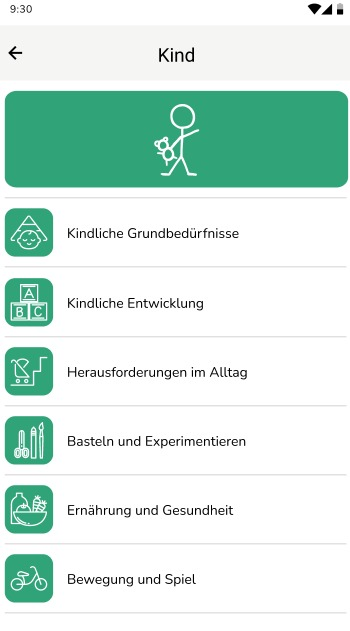 9:30
Kind
Kindliche Grundbedürfnisse
A
B C
Kindliche Entwicklung
Herausforderungen im Alltag
Basteln und Experimentieren
Ernährung und Gesundheit
Bewegung und Spiel